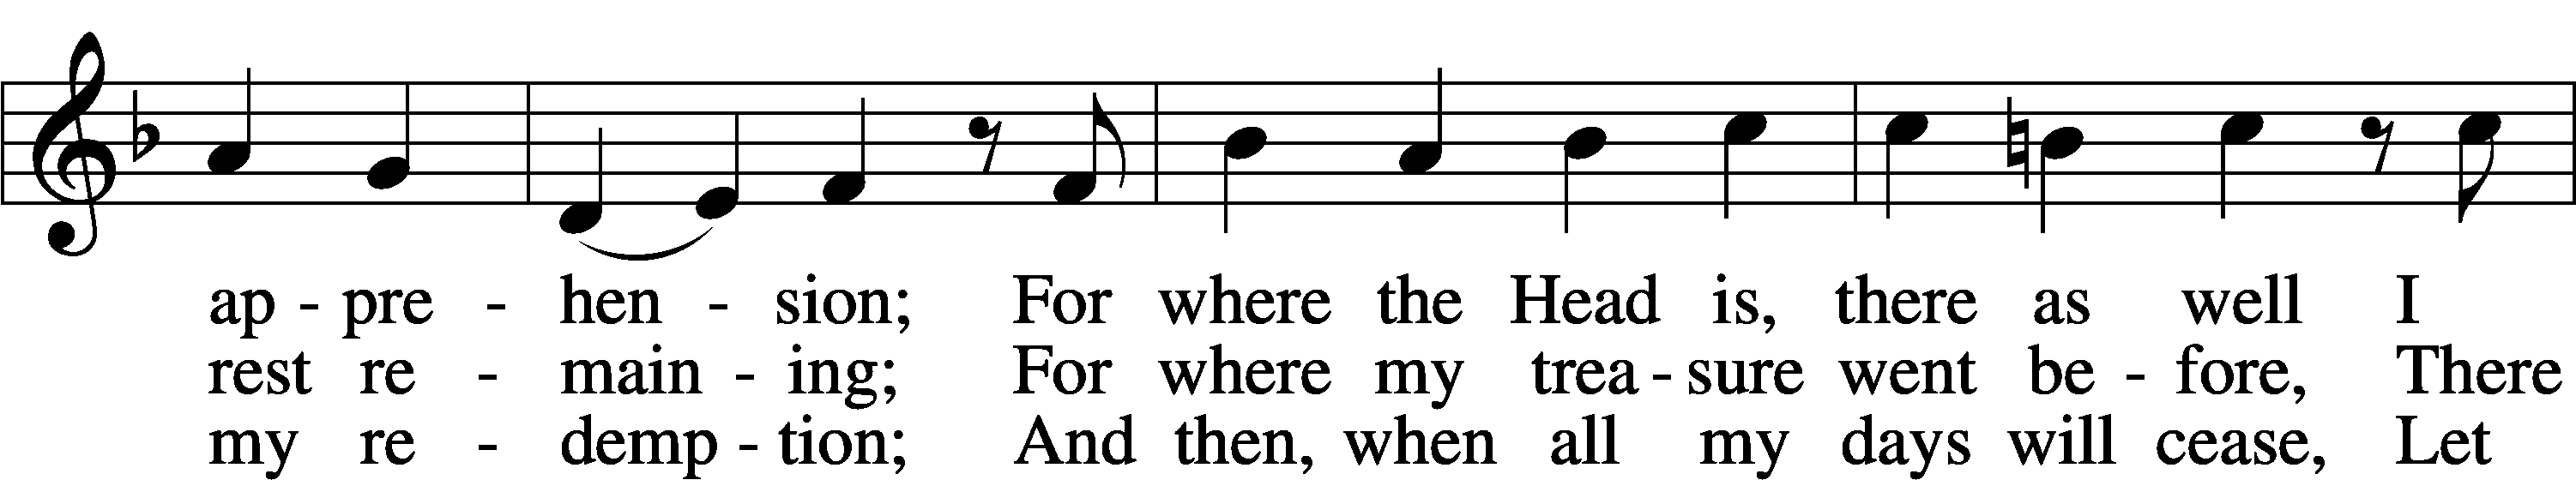 ap - pre - hen - sion; For where the Head is, there as well I
rest re - main - ing; For where my trea - sure went be - fore, There
my re - demp - tion; And then, when all my days will cease, Let